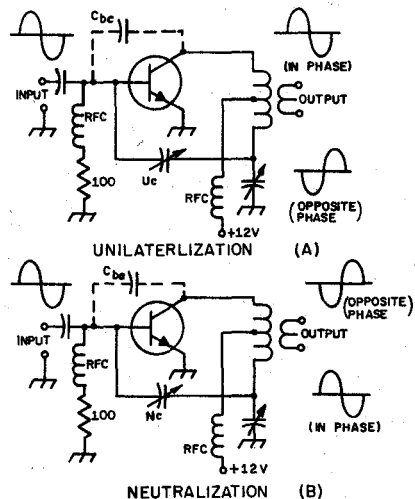 Cbc
(IN PHASE)
INPUT
OUTPUT
RFC
100
Uc
RFC
(OPPOSITE PHASE)
+12V
UNILATERLIZATION (A)
Cbe
(OPPOSITE PHASE)
INPUT
OUTPUT
RFC
100
Nc
RFC
(IN PHASE)
+12V
NEUTRALIZATION (B)